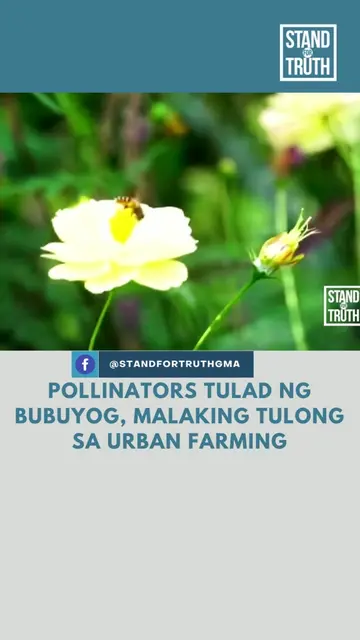 STAND
FOR
TRUTH
STAND
FOR
TRUTH
@STANDFORTRUTHGMA
POLLINATORS TULAD NG
BUBUYOG, MALAKING TULONG
SA URBAN FARMING